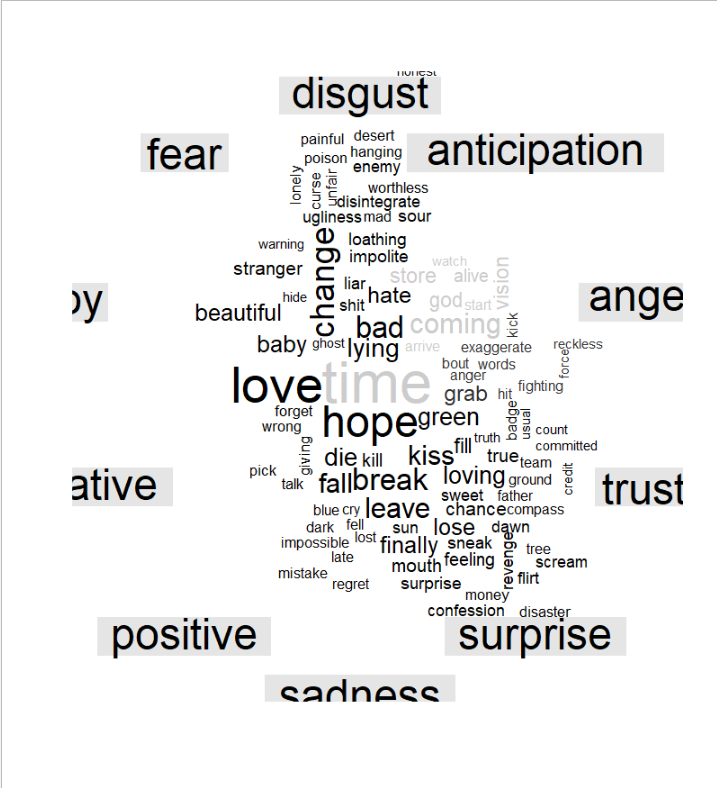 honest
disgust
fear
anticipation
painful desert
poison hanging
enemy
lonely
curse
unfair
worthless
disintegrate
ugliness mad sour
change
warning
loathing
impolite
stranger
watch
store alive
vision
by
hide
liar
shit hate
god start
ange
beautiful
bad coming
kick
baby ghost lying arrive
exaggerate
reckless
bout words
force
anger
love time
grab hit fighting
forget
hope green
badge
usual
wrong
count
giving
die kill kiss fill truth
true
committed
team
pick
talk
fall break loving ground
credit
ative
trust
sweet father
blue cry leave chance compass
dark fell sun lose dawn
impossible lost finally sneak
revenge
tree
late
mouth feeling
scream
mistake
regret surprise
flirt
money
confession disaster
positive
surprise
sadness